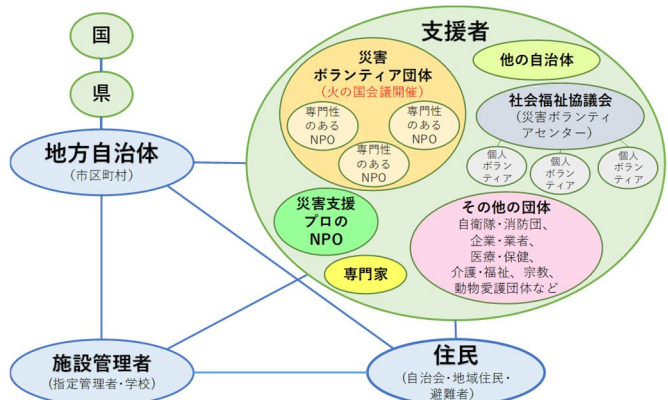 国
県
地方自治体
(市区町村)
支援者
災害
ボランティア団体
(火の国会議開催)
専門性
のある
NPO
専門性
のある
NPO
専門性
のある
NPO
他の自治体
社会福祉協議会
(災害ボランティ
アセンター)
個人
ボラン
ティア
個人
ボラン
ティア
個人
ボラン
ティア
災害支援
プロの
NPO
専門家
その他の団体
自衛隊・消防団、
企業・業者、
医療・保健、
介護・福祉、宗教、
動物愛護団体など
施設管理者
(指定管理者・学校)
住民
(自治会・地域住民・
避難者)